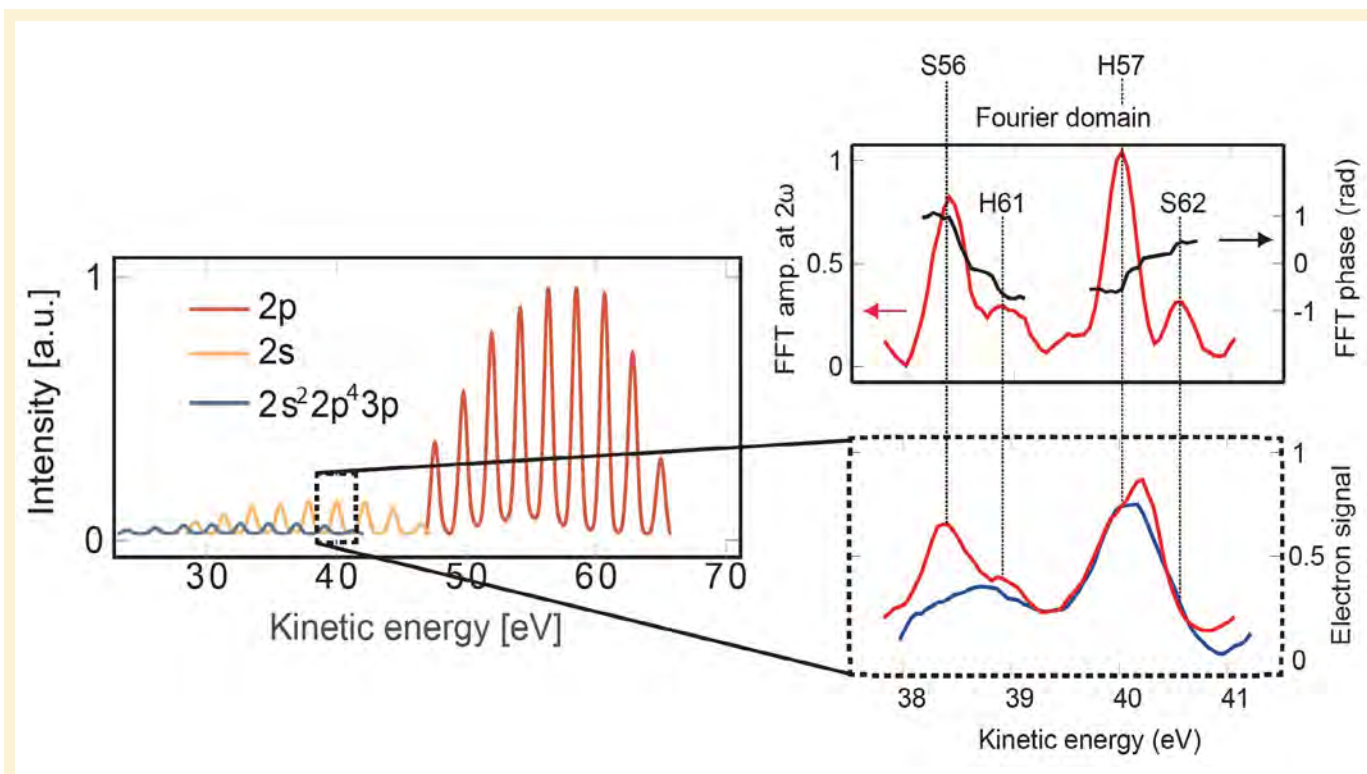 1
0
Intensity [a.u.]
2p
2s
2s²2p⁴3p
30
40
50
60
70
Kinetic energy [eV]
S56
H57
Fourier domain
H61
S62
1
0.5
0
FFT amp. at 2ω
1
0
-1
FFT phase (rad)
1
0.5
0
Electron signal
38
39
40
41
Kinetic energy (eV)